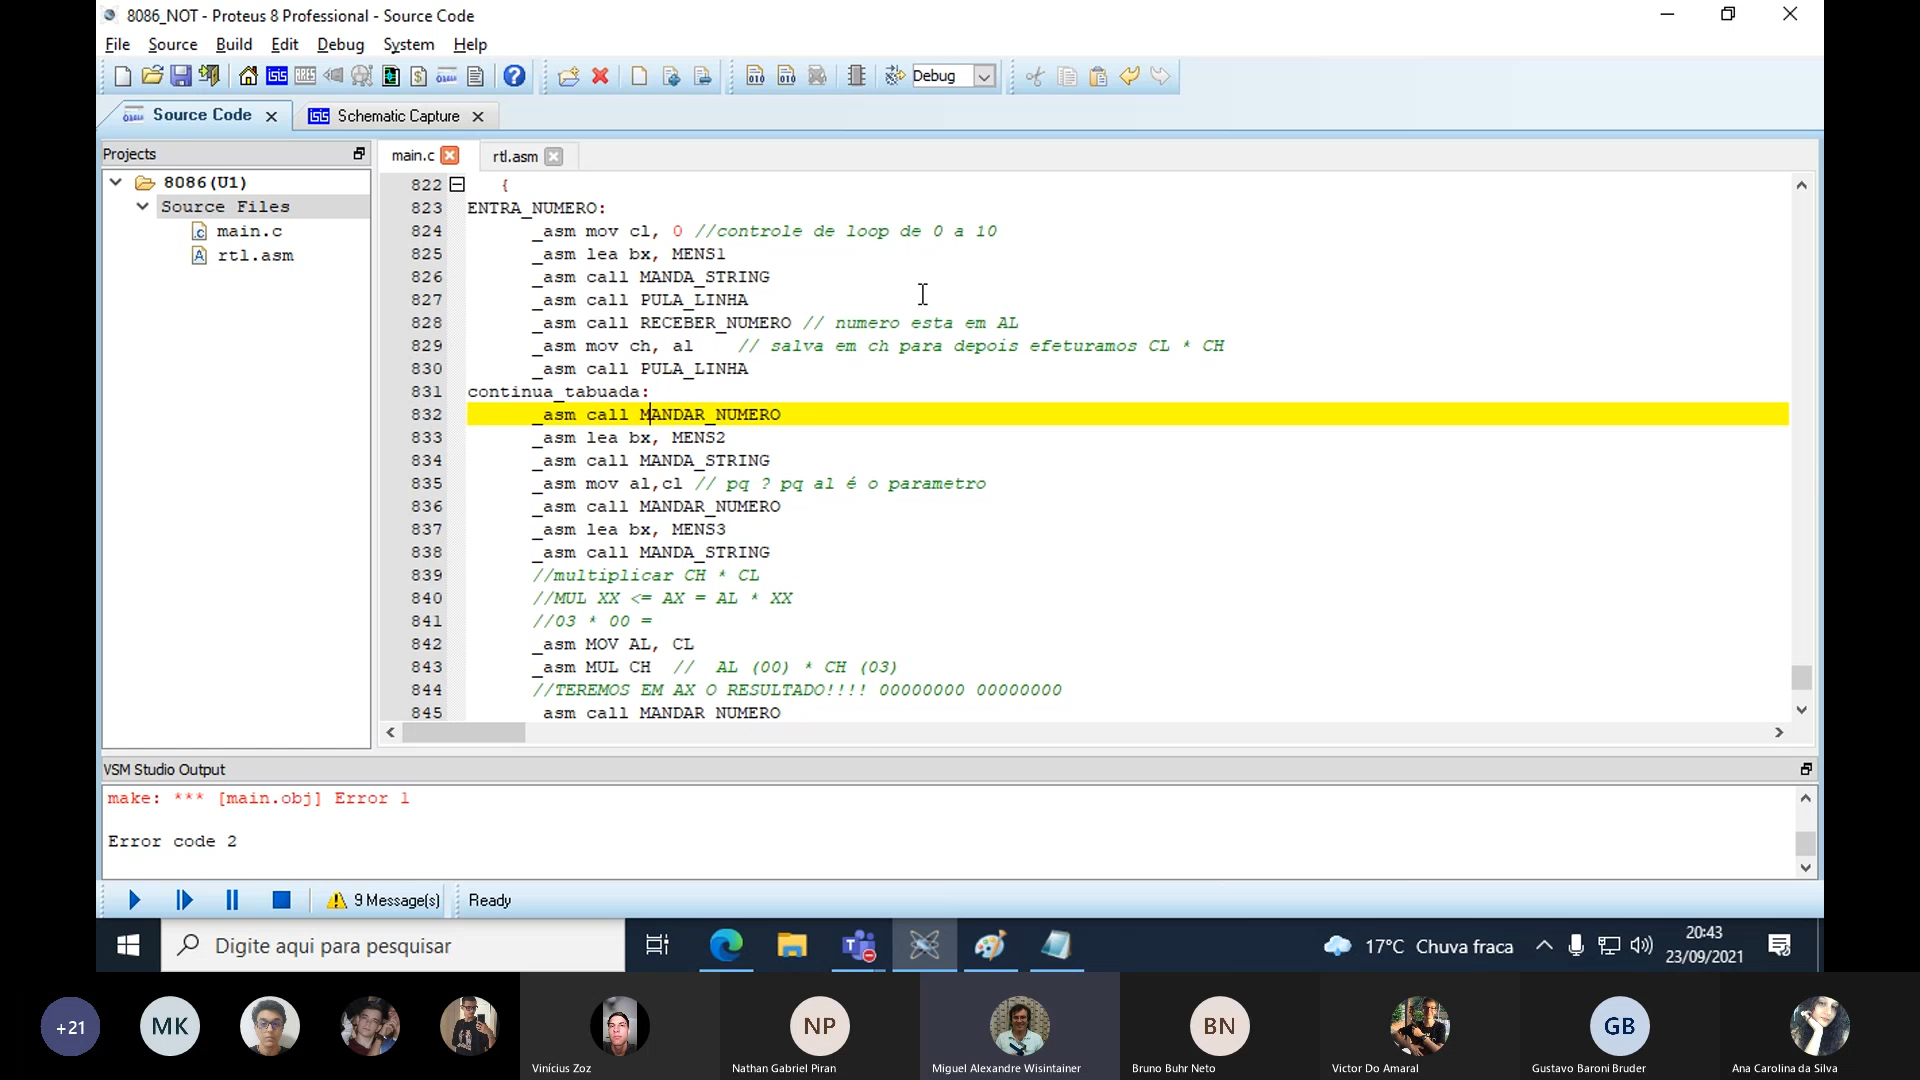 8086_NOT - Proteus 8 Professional - Source Code
File Source Build Edit Debug System Help
Debug
Source Code
Schematic Capture
Projects
main.c
rtl.asm
8086(U1)
Source Files
main.c
rtl.asm
822 {
823 ENTRA_NUMERO:
824 _asm mov cl, 0 //controle de loop de 0 a 10
825 _asm lea bx, MENS1
826 _asm call MANDA_STRING
827 _asm call PULA_LINHA
828 _asm call RECEBER_NUMERO // numero esta em AL
829 _asm mov ch, al // salva em ch para depois efeturamos CL * CH
830 _asm call PULA_LINHA
831 continua_tabuada:
832 _asm call MANDAR_NUMERO
833 _asm lea bx, MENS2
834 _asm call MANDA_STRING
835 _asm mov al,cl // pq ? pq al é o parametro
836 _asm call MANDAR_NUMERO
837 _asm lea bx, MENS3
838 _asm call MANDA_STRING
839 //multiplicar CH * CL
840 //MUL XX <= AX = AL * XX
841 //03 * 00 =
842 _asm MOV AL, CL
843 _asm MUL CH // AL (00) * CH (03)
844 //TEREMOS EM AX O RESULTADO!!!! 00000000 00000000
845 _asm call MANDAR_NUMERO
VSM Studio Output
make: *** [main.obj] Error 1
Error code 2
9 Message(s)
Ready
Digite aqui para pesquisar
17°C Chuva fraca
20:43
23/09/2021
+21
MK
NP
BN
GB
Vinícius Zoz
Nathan Gabriel Piran
Miguel Alexandre Wisintainer
Bruno Buhr Neto
Victor Do Amaral
Gustavo Baroni Bruder
Ana Carolina da Silva